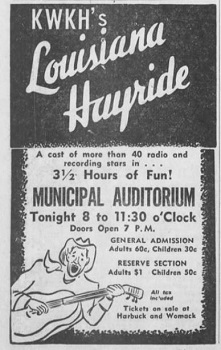 KWKH's
Louisiana
Hayride
A cast of more than 40 radio and
recording stars in . . .
3½ Hours of Fun!
MUNICIPAL AUDITORIUM
Tonight 8 to 11:30 o'Clock
Doors Open 7 P.M.
GENERAL ADMISSION
Adults 60c, Children 30c
RESERVE SECTION
Adults $1 Children 50c
All tax
included
Tickets on sale at
Harbuck and Womack